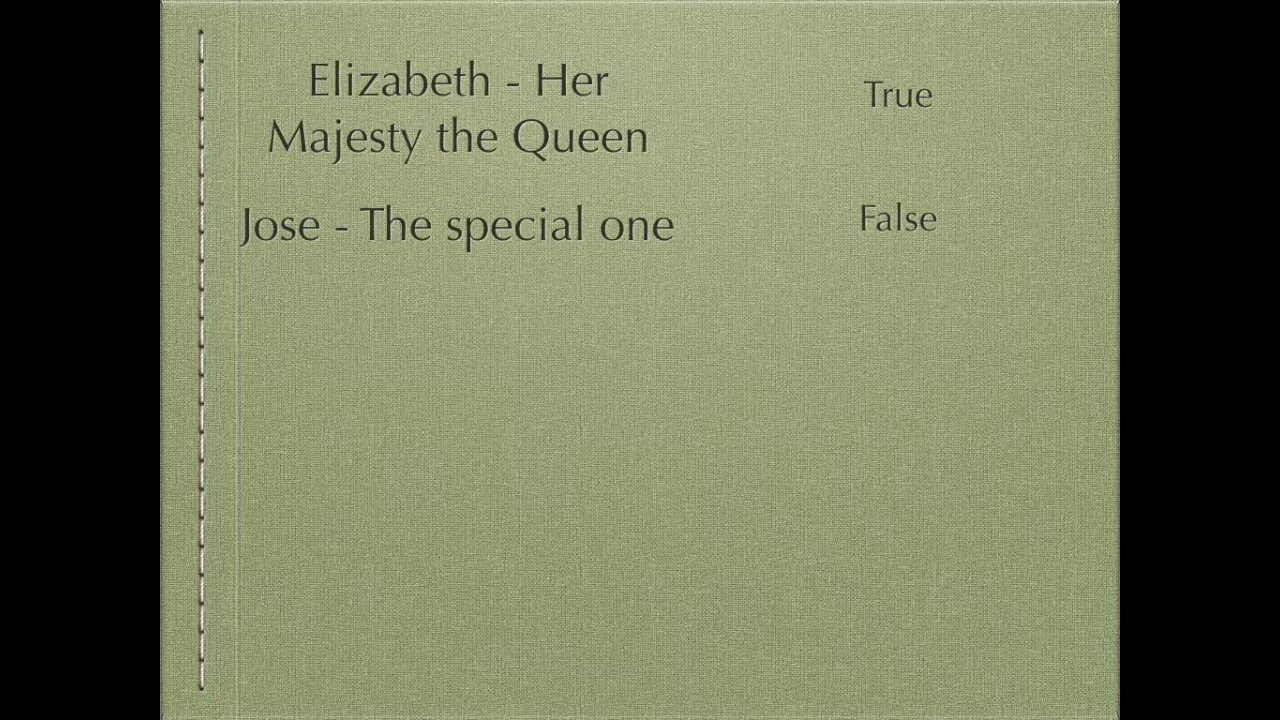 Elizabeth - Her
Majesty the Queen
True
Jose - The special one
False